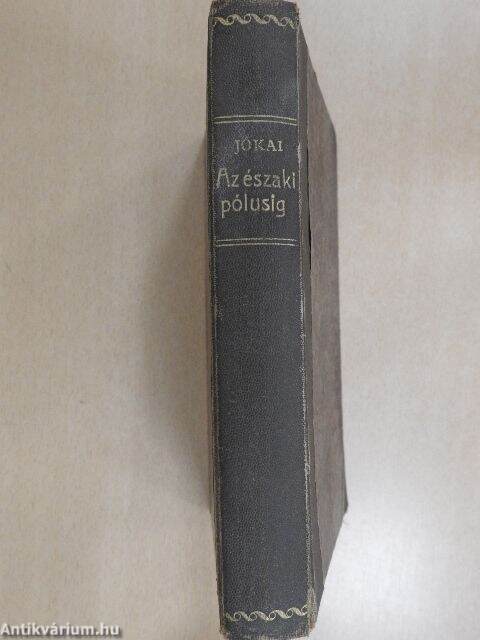 JÓKAI
Az északi
pólusig
Antikvárium.hu